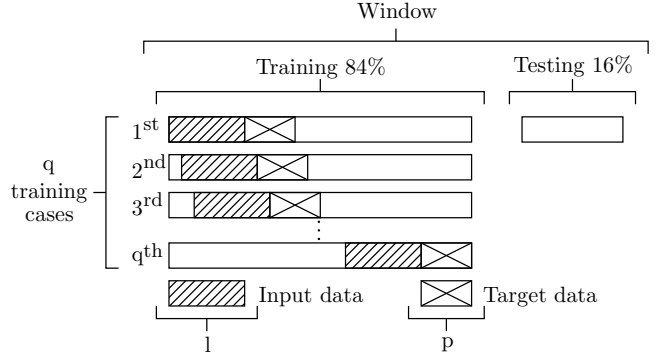 Window
Training 84%
Testing 16%
1st
2nd
3rd
qth
q
training
cases
Input data
Target data
l
p